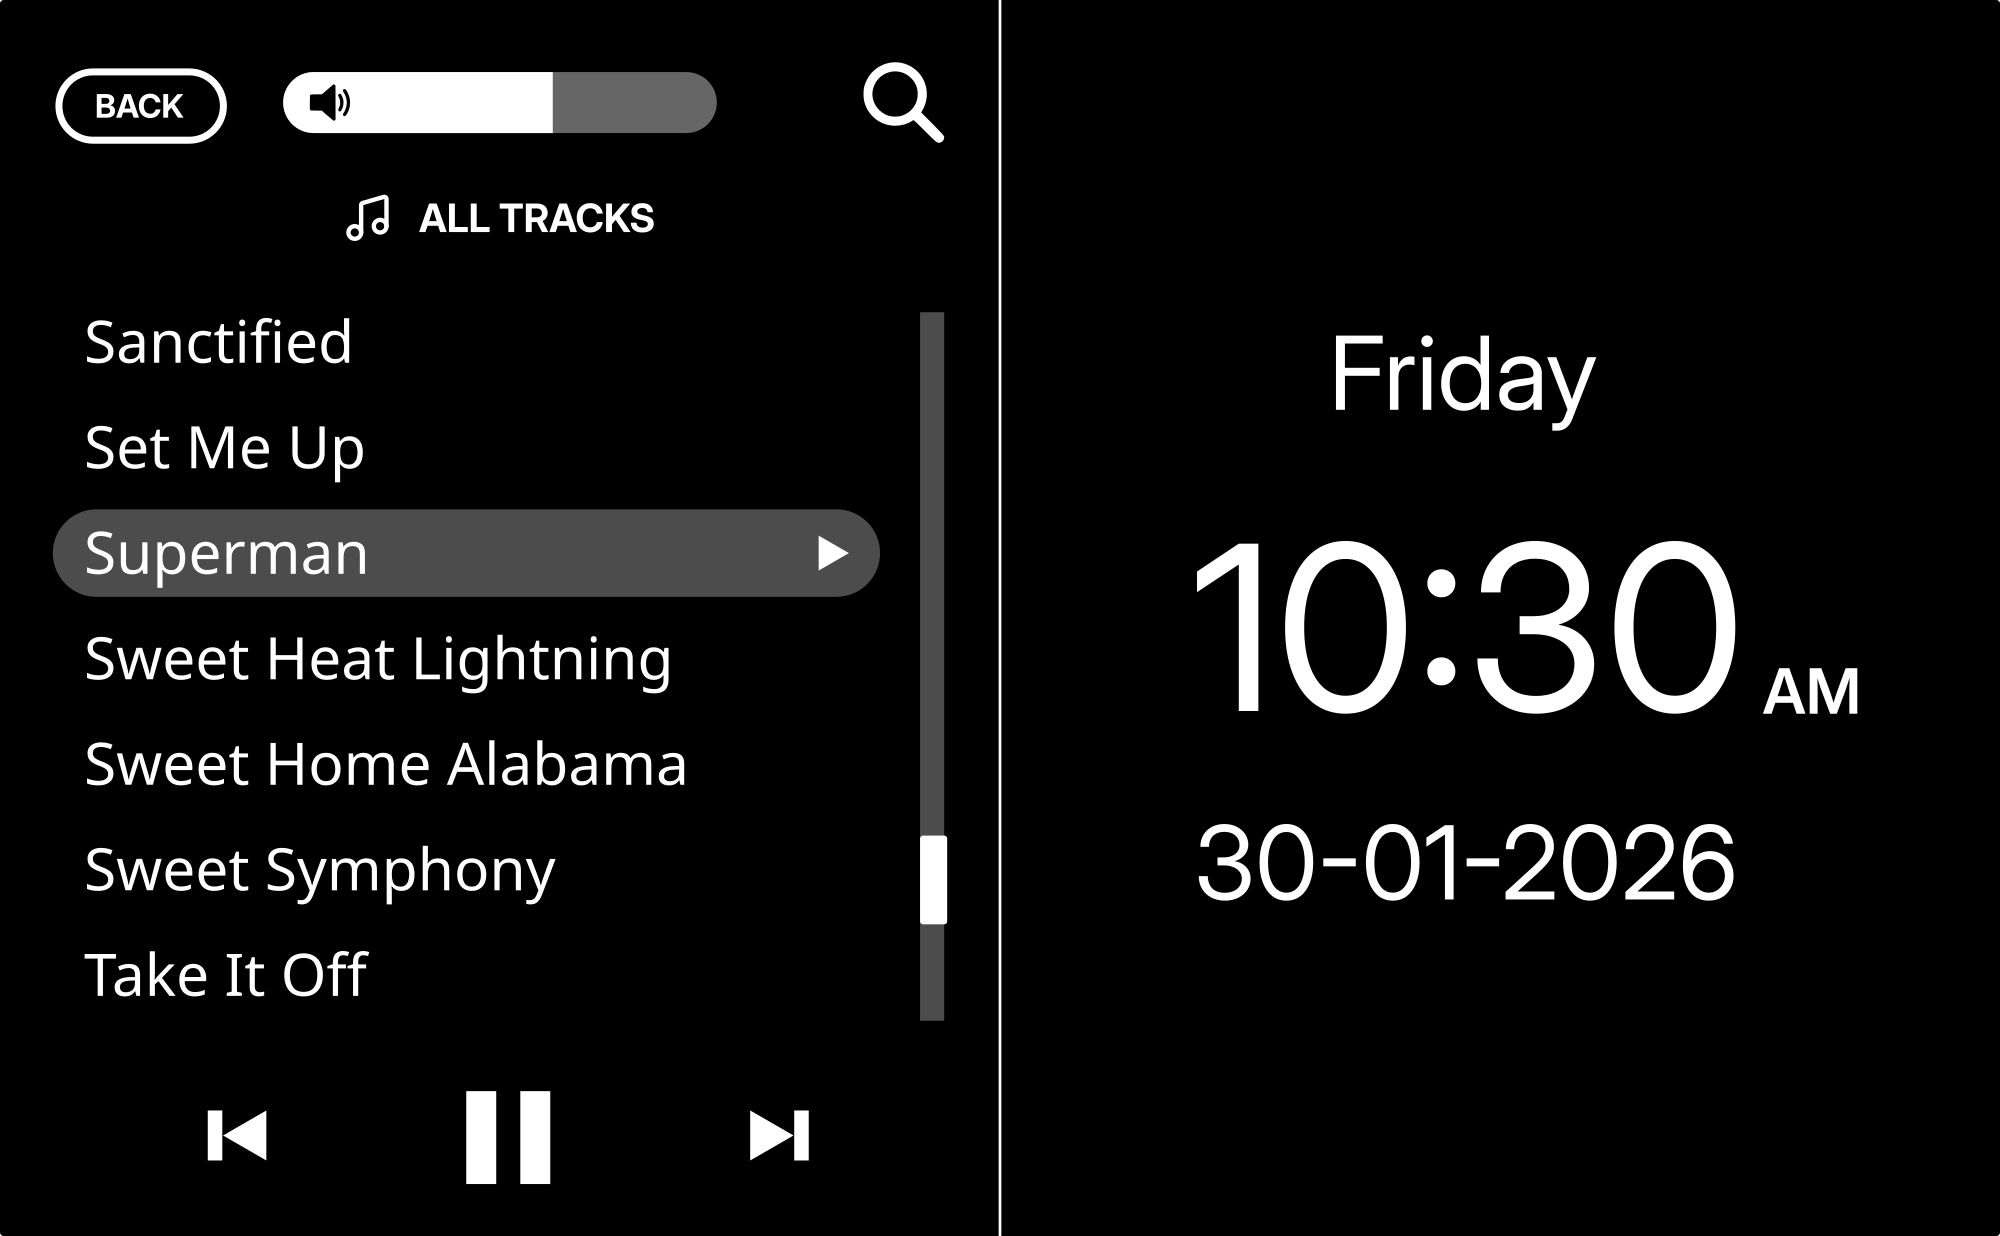 BACK
ALL TRACKS
Sanctified
Set Me Up
Superman
Sweet Heat Lightning
Sweet Home Alabama
Sweet Symphony
Take It Off
Friday
10:30 AM
30-01-2026